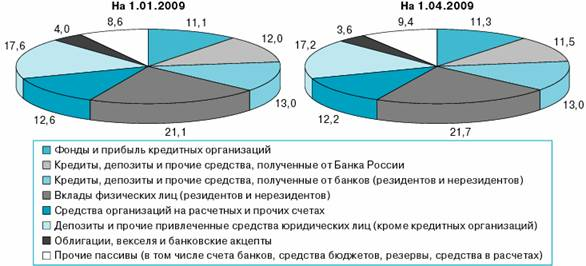 На 1.01.2009
На 1.04.2009
8,6
11,1
4,0
12,0
17,6
13,0
12,6
21,1
9,4
11,3
3,6
11,5
17,2
13,0
12,2
21,7
Фонды и прибыль кредитных организаций
Кредиты, депозиты и прочие средства, полученные от Банка России
Кредиты, депозиты и прочие средства, полученные от банков (резидентов и нерезидентов)
Вклады физических лиц (резидентов и нерезидентов)
Средства организаций на расчетных и прочих счетах
Депозиты и прочие привлеченные средства юридических лиц (кроме кредитных организаций)
Облигации, векселя и банковские акцепты
Прочие пассивы (в том числе счета банков, средства бюджетов, резервы, средства в расчетах)